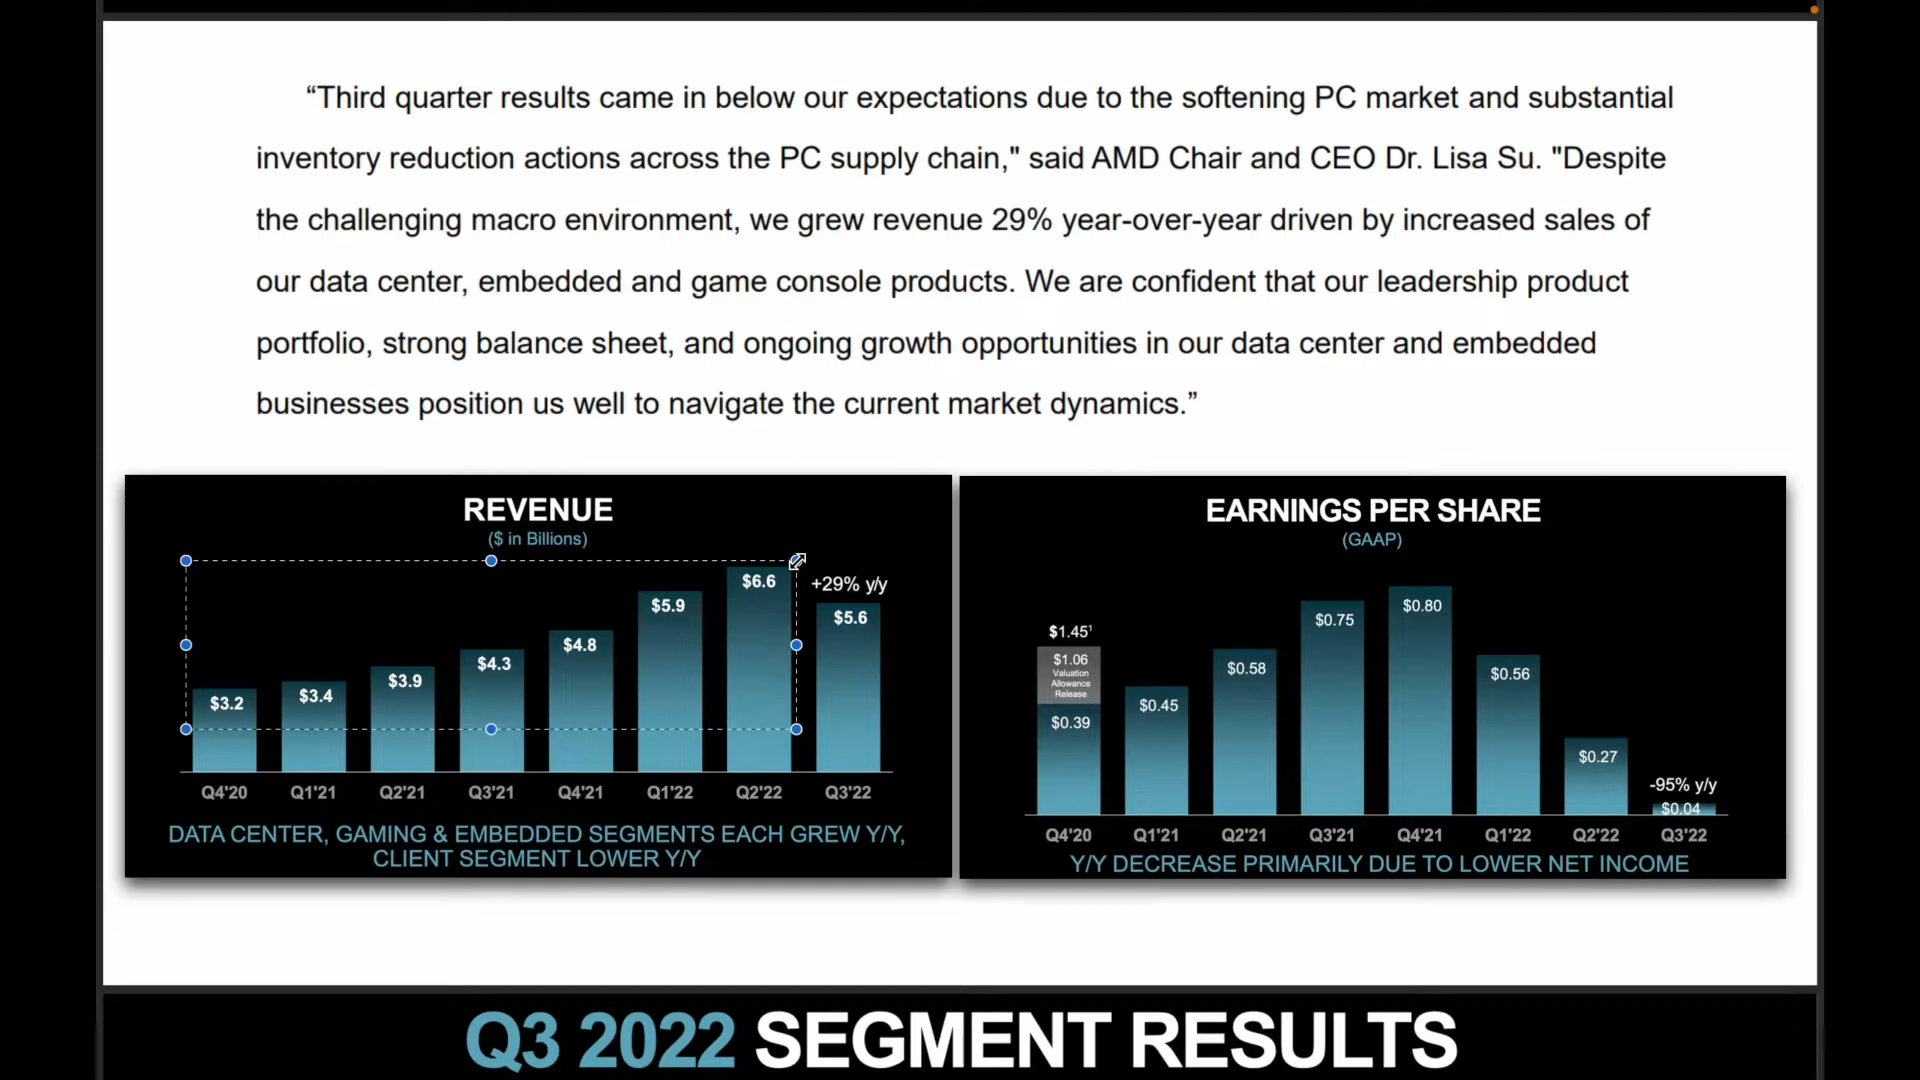 “Third quarter results came in below our expectations due to the softening PC market and substantial
inventory reduction actions across the PC supply chain," said AMD Chair and CEO Dr. Lisa Su. "Despite
the challenging macro environment, we grew revenue 29% year-over-year driven by increased sales of
our data center, embedded and game console products. We are confident that our leadership product
portfolio, strong balance sheet, and ongoing growth opportunities in our data center and embedded
businesses position us well to navigate the current market dynamics.”
REVENUE
($ in Billions)
$3.2
$3.4
$3.9
$4.3
$4.8
$5.9
$6.6
+29% y/y
$5.6
Q4'20 Q1'21 Q2'21 Q3'21 Q4'21 Q1'22 Q2'22 Q3'22
DATA CENTER, GAMING & EMBEDDED SEGMENTS EACH GREW Y/Y,
CLIENT SEGMENT LOWER Y/Y
EARNINGS PER SHARE
(GAAP)
$1.45¹
$1.06
Valuation
Allowance
Release
$0.39
$0.45
$0.58
$0.75
$0.80
$0.56
$0.27
-95% y/y
$0.04
Q4'20 Q1'21 Q2'21 Q3'21 Q4'21 Q1'22 Q2'22 Q3'22
Y/Y DECREASE PRIMARILY DUE TO LOWER NET INCOME
Q3 2022 SEGMENT RESULTS